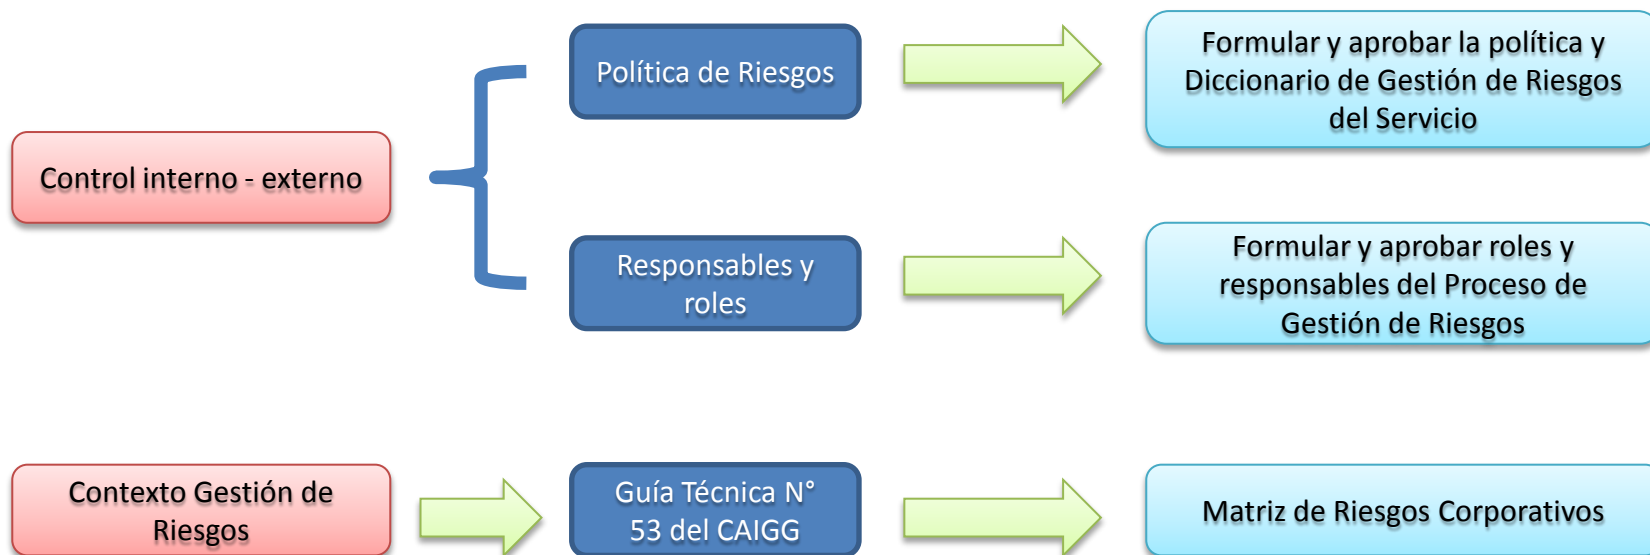 Control interno - externo
Política de Riesgos
Formular y aprobar la política y
Diccionario de Gestión de Riesgos
del Servicio
Responsables y
roles
Formular y aprobar roles y
responsables del Proceso de
Gestión de Riesgos
Contexto Gestión de
Riesgos
Guía Técnica N°
53 del CAIGG
Matriz de Riesgos Corporativos